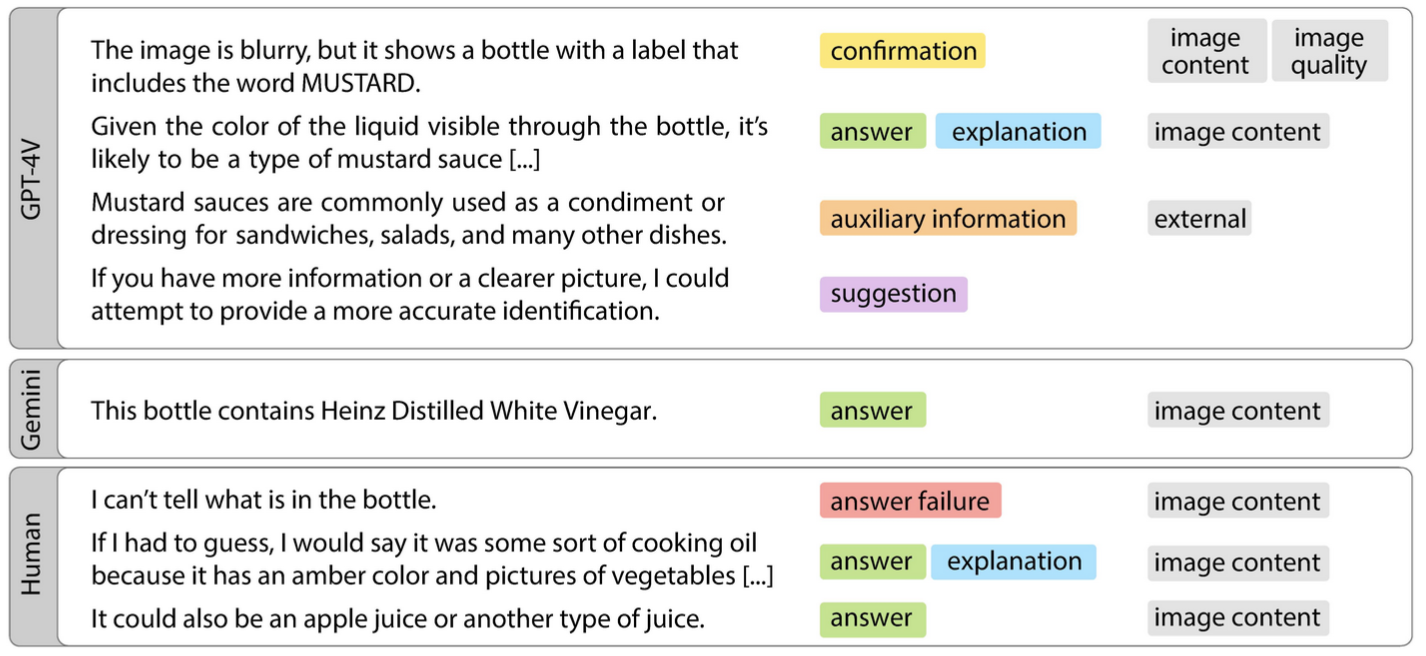 GPT-4V
The image is blurry, but it shows a bottle with a label that
includes the word MUSTARD.
confirmation
image
content
image
quality
Given the color of the liquid visible through the bottle, it's
likely to be a type of mustard sauce [...]
answer
explanation
image content
Mustard sauces are commonly used as a condiment or
dressing for sandwiches, salads, and many other dishes.
auxiliary information
external
If you have more information or a clearer picture, I could
attempt to provide a more accurate identification.
suggestion
Gemini
This bottle contains Heinz Distilled White Vinegar.
answer
image content
Human
I can't tell what is in the bottle.
answer failure
image content
If I had to guess, I would say it was some sort of cooking oil
because it has an amber color and pictures of vegetables [...]
answer
explanation
image content
It could also be an apple juice or another type of juice.
answer
image content